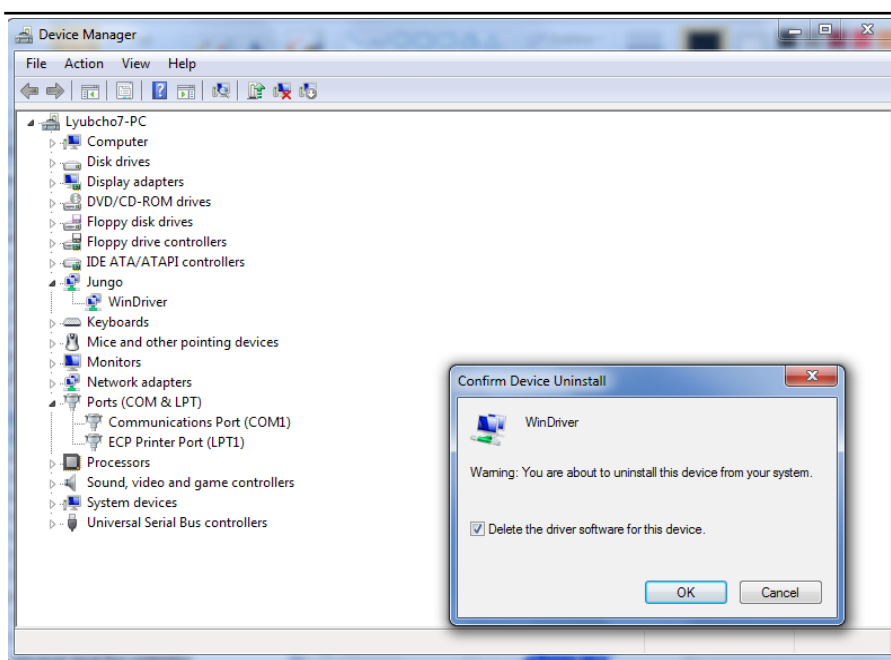 Device Manager
File Action View Help
Lyubcho7-PC
Computer
Disk drives
Display adapters
DVD/CD-ROM drives
Floppy disk drives
Floppy drive controllers
IDE ATA/ATAPI controllers
Jungo
WinDriver
Keyboards
Mice and other pointing devices
Monitors
Network adapters
Ports (COM & LPT)
Communications Port (COM1)
ECP Printer Port (LPT1)
Processors
Sound, video and game controllers
System devices
Universal Serial Bus controllers
Confirm Device Uninstall
WinDriver
Warning: You are about to uninstall this device from your system.
Delete the driver software for this device.
OK Cancel